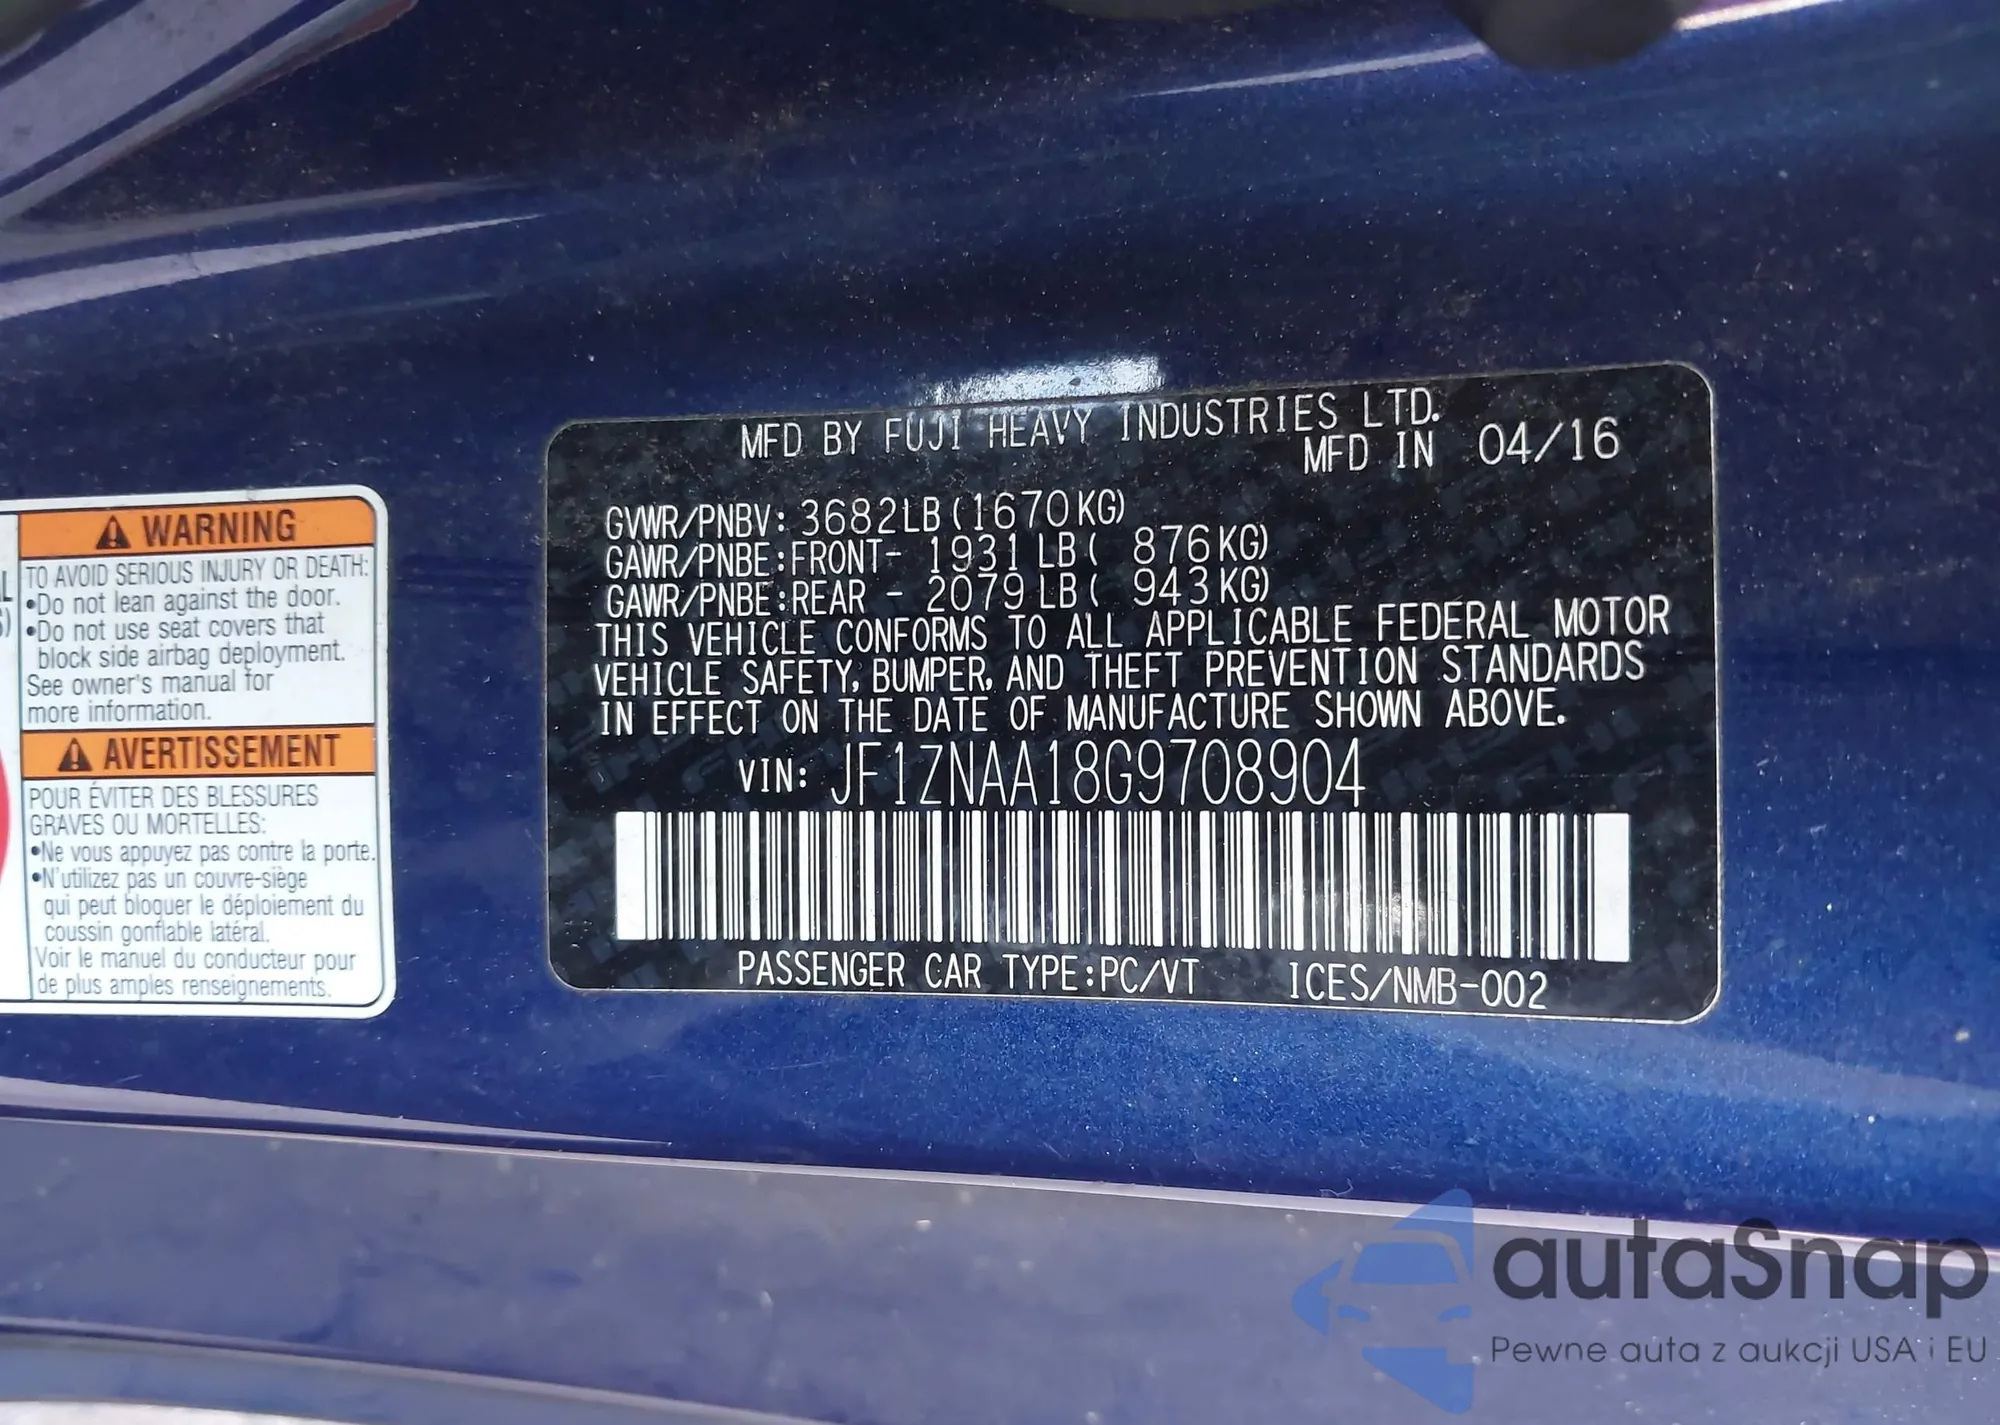 MFD BY FUJI HEAVY INDUSTRIES LTD.
MFD IN 04/16
GVWR/PNBV: 3682LB(1670KG)
GAWR/PNBE:FRONT- 1931 LB( 876KG)
GAWR/PNBE:REAR - 2079 LB( 943KG)
THIS VEHICLE CONFORMS TO ALL APPLICABLE FEDERAL MOTOR
VEHICLE SAFETY, BUMPER, AND THEFT PREVENTION STANDARDS
IN EFFECT ON THE DATE OF MANUFACTURE SHOWN ABOVE.
VIN: JF1ZNAA18G9708904
PASSENGER CAR TYPE:PC/VT ICES/NMB-002
WARNING
TO AVOID SERIOUS INJURY OR DEATH:
•Do not lean against the door.
•Do not use seat covers that
block side airbag deployment.
See owner's manual for
more information.
AVERTISSEMENT
POUR ÉVITER DES BLESSURES
GRAVES OU MORTELLES:
•Ne vous appuyez pas contre la porte.
•N'utilizez pas un couvre-siège
qui peut bloquer le déploiement du
coussin gonflable latéral.
Voir le manuel du conducteur pour
de plus amples renseignements.
autaSnap
Pewne auta z aukcji USA i EU